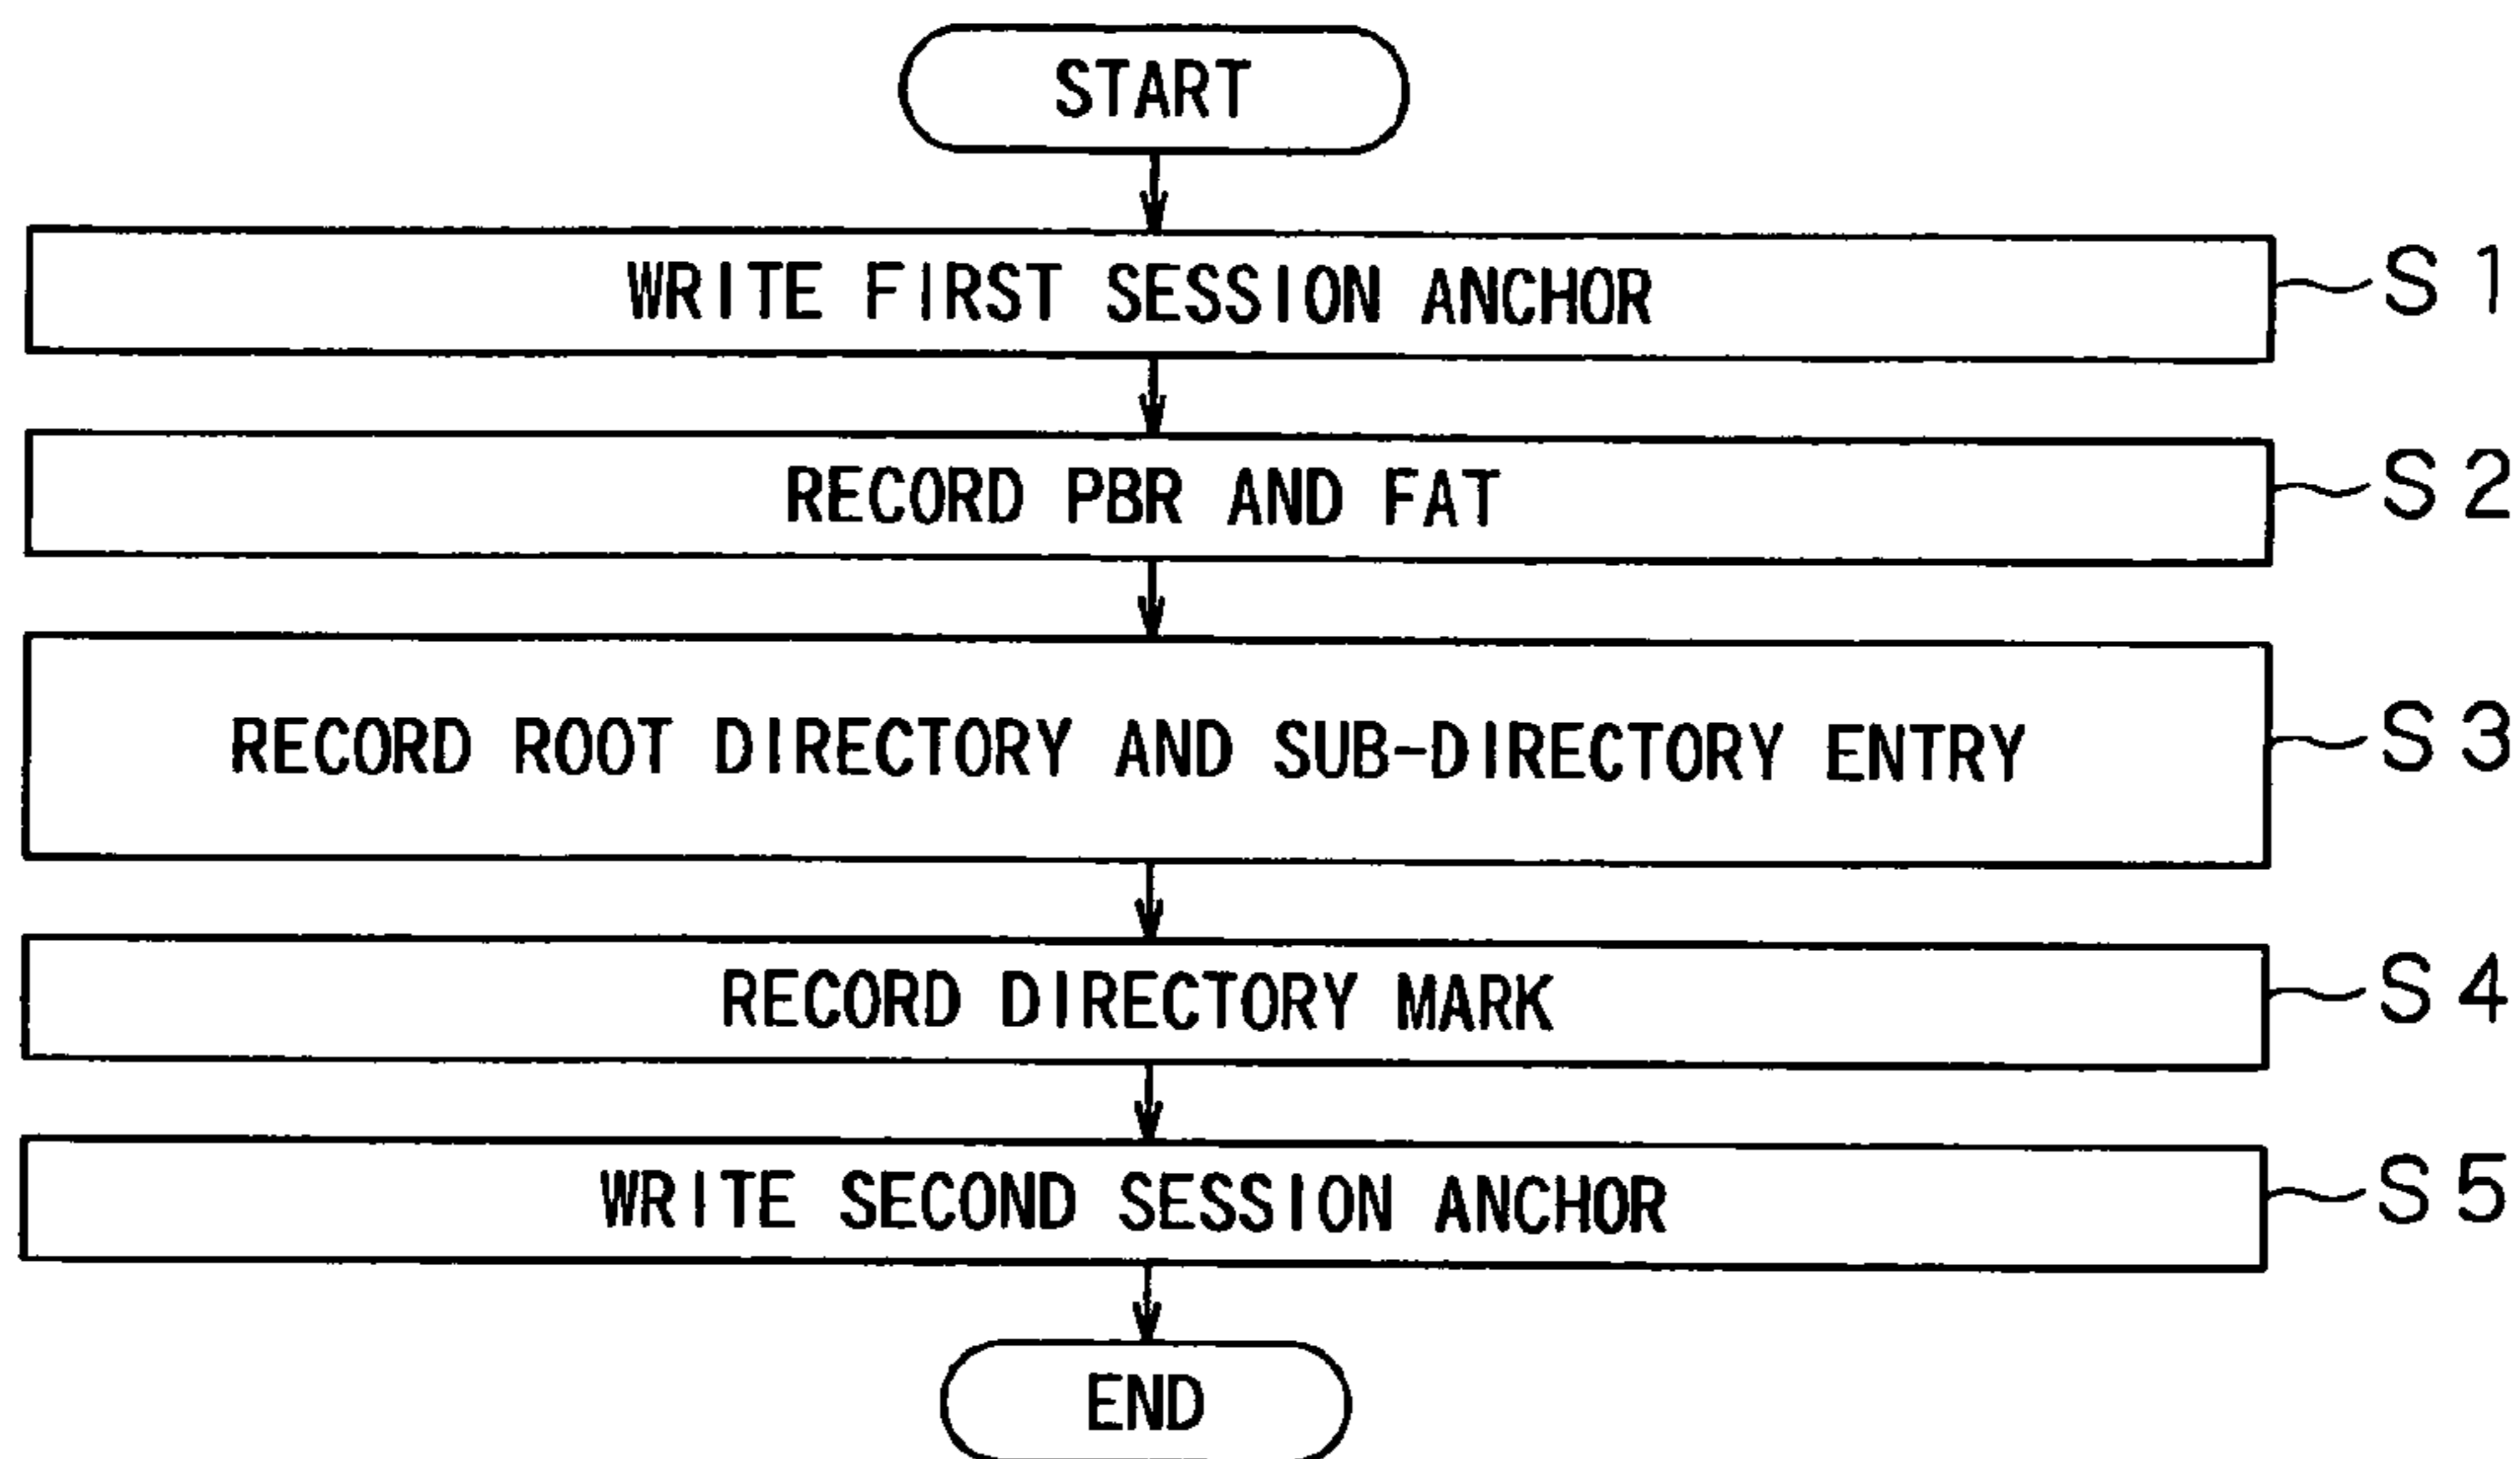 START
WRITE FIRST SESSION ANCHOR S1
RECORD PBR AND FAT S2
RECORD ROOT DIRECTORY AND SUB-DIRECTORY ENTRY S3
RECORD DIRECTORY MARK S4
WRITE SECOND SESSION ANCHOR S5
END